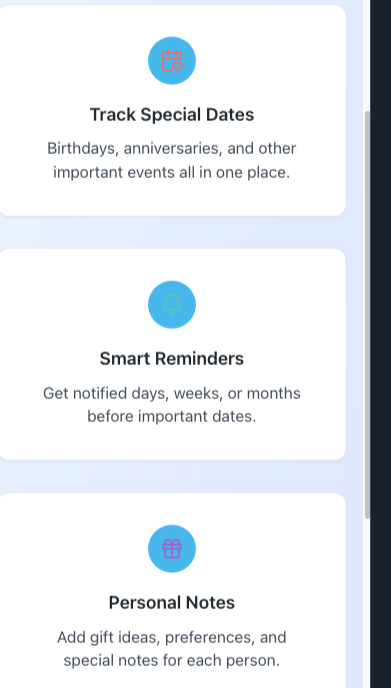 Track Special Dates
Birthdays, anniversaries, and other
important events all in one place.
Smart Reminders
Get notified days, weeks, or months
before important dates.
Personal Notes
Add gift ideas, preferences, and
special notes for each person.